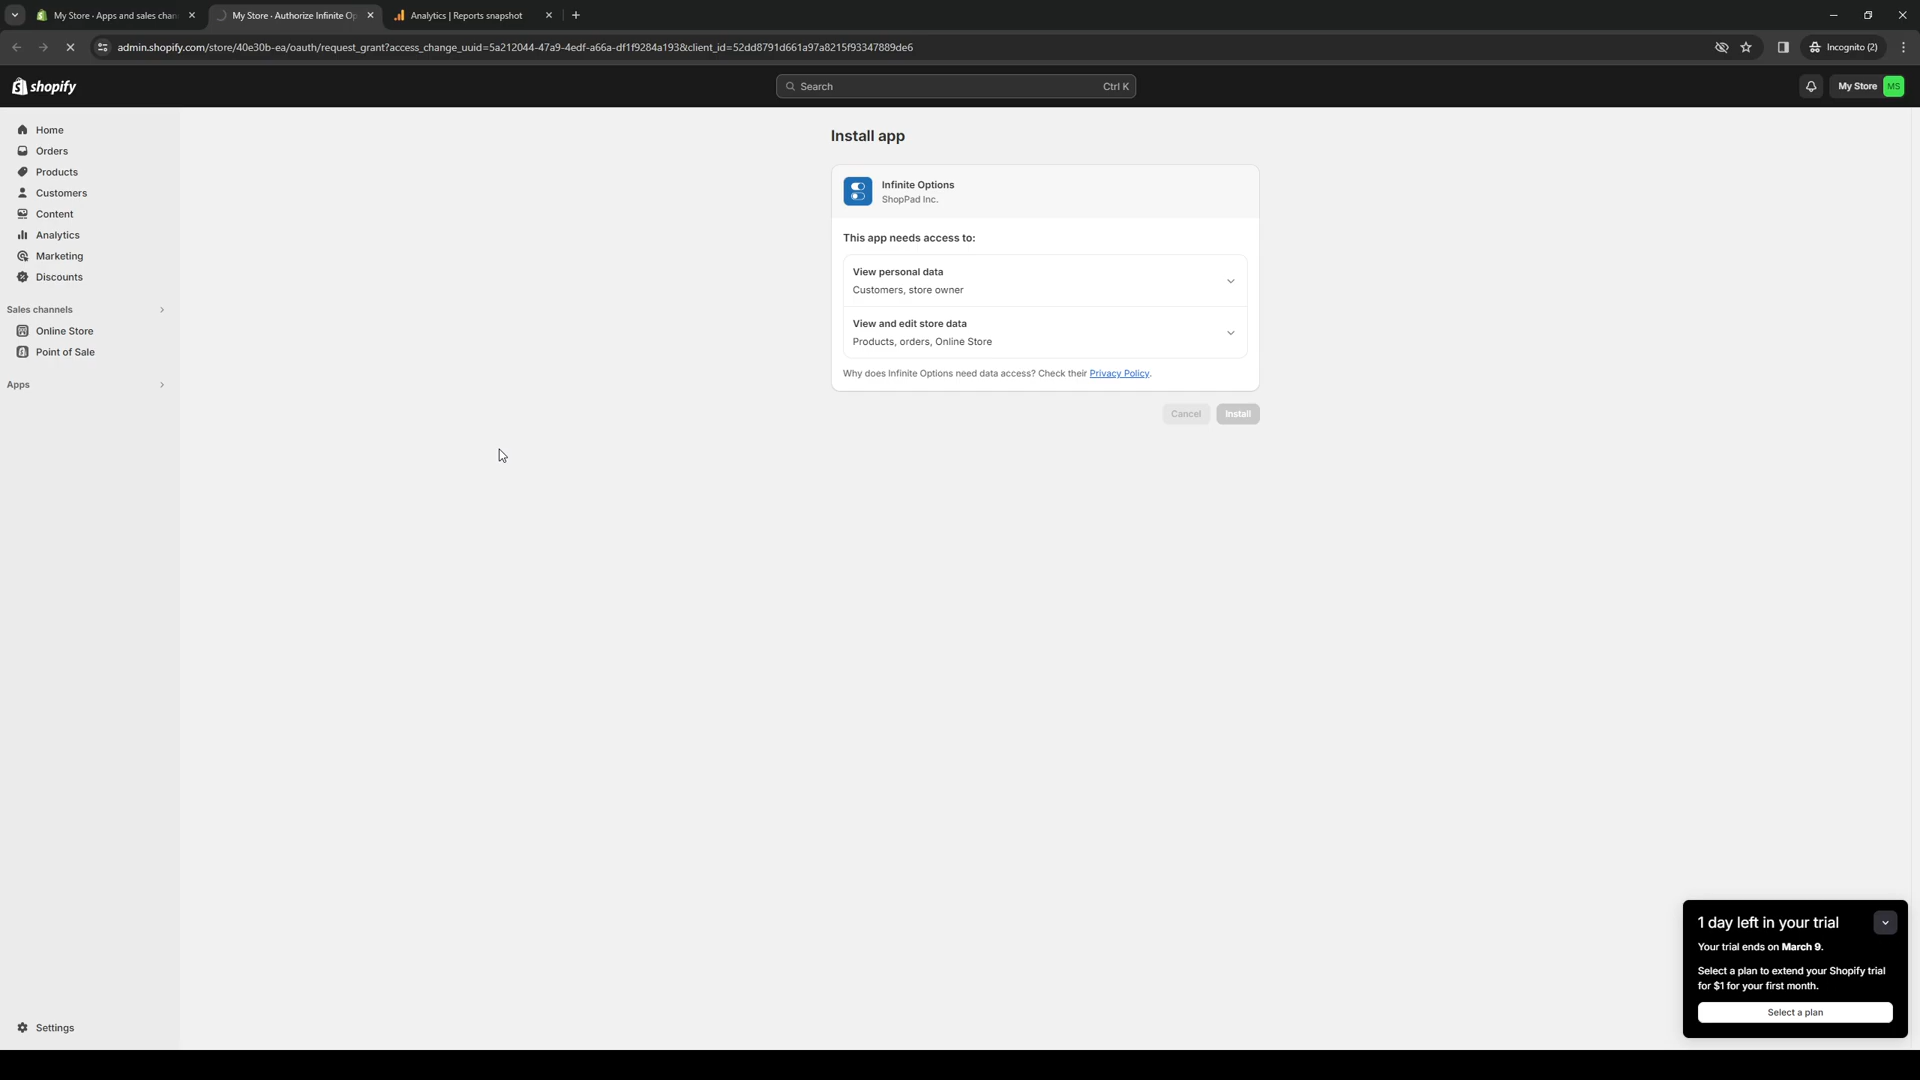 My Store · Apps and sales chan
My Store · Authorize Infinite Op
Analytics | Reports snapshot
admin.shopify.com/store/40e30b-ea/oauth/request_grant?access_change_uuid=5a212044-47a9-4edf-a66a-df1f9284a193&client_id=52dd8791d661a97a8215f93347889de6
Incognito (2)
shopify
Search
Ctrl K
My Store
MS
Home
Orders
Products
Customers
Content
Analytics
Marketing
Discounts
Sales channels
Online Store
Point of Sale
Apps
Settings
Install app
Infinite Options
ShopPad Inc.
This app needs access to:
View personal data
Customers, store owner
View and edit store data
Products, orders, Online Store
Why does Infinite Options need data access? Check their Privacy Policy.
Cancel
Install
1 day left in your trial
Your trial ends on March 9.
Select a plan to extend your Shopify trial
for $1 for your first month.
Select a plan